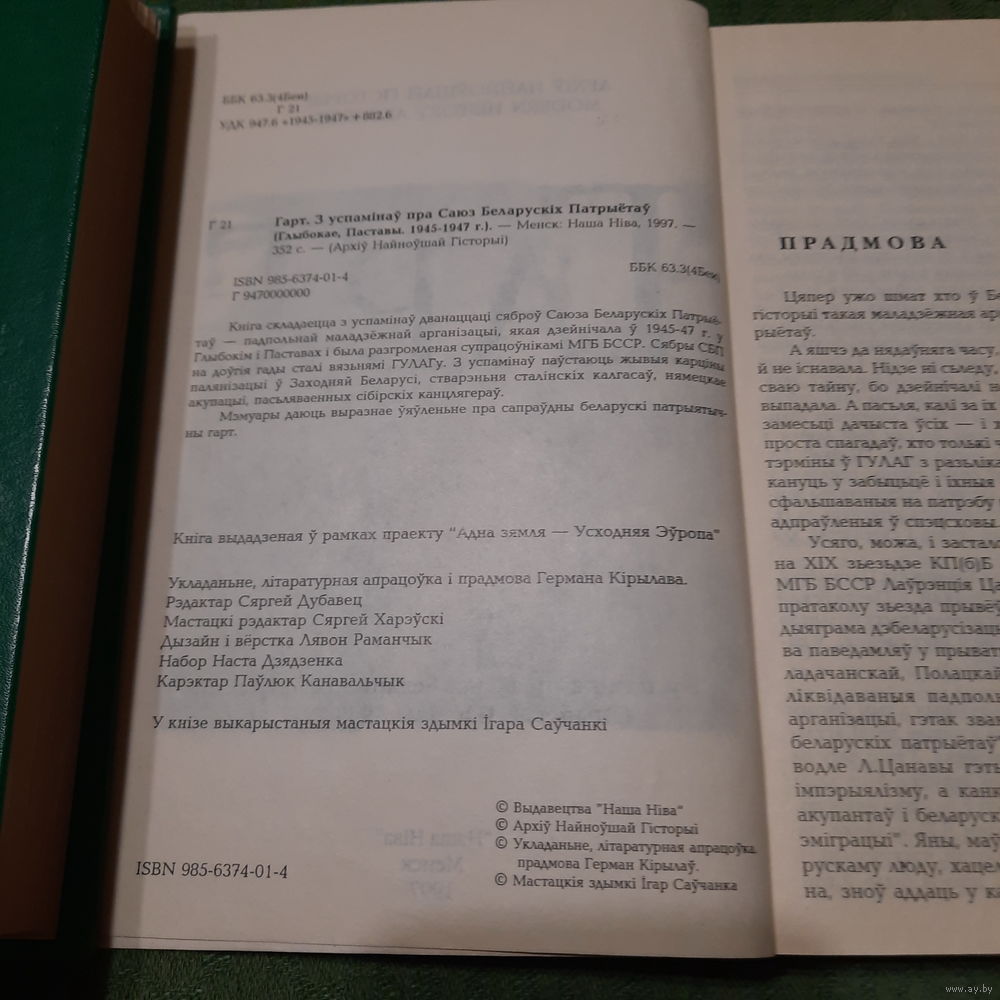 ББК 63.3(4Беи)
Г 21
УДК 947.6 «1945-1947» + 882.6
Г 21
Гарт. З успамінаў пра Саюз Беларускіх Патрыётаў
(Глыбокае, Паставы. 1945-1947 г.). — Менск: Наша Ніва, 1997. —
352 с. — (Архіў Найноўшай Гісторыі)
ISBN 985-6374-01-4
ББК 63.3(4Беи)
Г 9470000000
Кніга складаецца з успамінаў дванаццаці сяброў Саюза Беларускіх Патрыё-
таў — падпольнай маладзёжнай арганізацыі, якая дзейнічала ў 1945-47 г. у
Глыбокім і Паставах і была разгромленая супрацоўнікамі МГБ БССР. Сябры СБП
на доўгія гады сталі вязьнямі ГУЛАГу. З успамінаў паўстаюць жывыя карціны
палянізацыі ў Заходняй Беларусі, стварэньня сталінскіх калгасаў, нямецкае
акупацыі, пасьляваенных сібірскіх канцлягераў.
Мэмуары даюць выразнае ўяўленьне пра сапраўдны беларускі патрыятыч-
ны гарт.
Кніга выдадзеная ў рамках праекту "Адна зямля — Усходняя Эўропа"
Укладаньне, літаратурная апрацоўка і прадмова Германа Кірылава.
Рэдактар Сяргей Дубавец
Мастацкі рэдактар Сяргей Харэўскі
Дызайн і вёрстка Лявон Раманчык
Набор Наста Дзядзенка
Карэктар Паўлюк Канавальчык
У кнізе выкарыстаныя мастацкія здымкі Ігара Саўчанкі
© Выдавецтва "Наша Ніва"
© Архіў Найноўшай Гісторыі
© Укладаньне, літаратурная апрацоўка
прадмова Герман Кірылаў.
© Мастацкія здымкі Ігар Саўчанка
ISBN 985-6374-01-4
ПРАДМОВА
Цяпер ужо шмат хто ў Бе
гісторыі такая маладзёжная ар
рыётаў.
А яшчэ да нядаўняга часу,
й не існавала. Нідзе ні сьледу,
сваю тайну, бо дзейнічалі н
выпадала. А пасьля, калі за іх
замесьці дачыста ўсіх — і х
проста спагадаў, хто толькі ч
тэрміны ў ГУЛАГ з разьліка
кануць у забыцьцё і іхныя
сфальшаваныя на патрэбу
адпраўленыя ў спэцсховы.
Усяго, можа, і застало
на XIX зьезьдзе КП(б)Б
МГБ БССР Лаўрэнція Ца
пратаколу зьезда прывёў
дыяграма дэбеларусізацы
ва паведамляў у прыват
ладачанскай, Полацкай
ліквідаваныя падполь
арганізацыі, гэтак зван
беларускіх патрыётаў"
водле Л.Цанавы гэты
імпэрыялізму, а канк
акупантаў і беларуск
эміграцыі". Яны, маў
рускаму люду, хацел
на, зноў аддаць у ка
www.ay.by